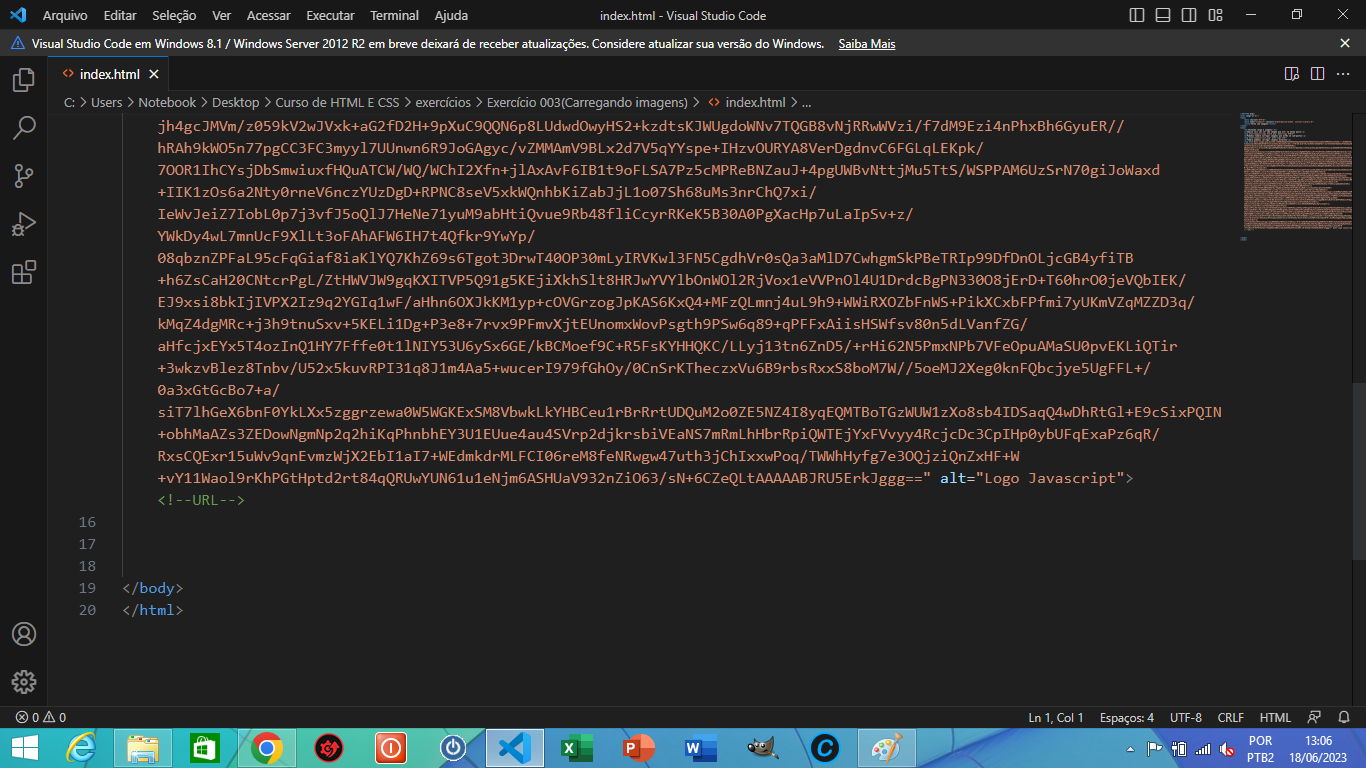 Arquivo Editar Seleção Ver Acessar Executar Terminal Ajuda index.html - Visual Studio Code
Visual Studio Code em Windows 8.1 / Windows Server 2012 R2 em breve deixará de receber atualizações. Considere atualizar sua versão do Windows. Saiba Mais
index.html
C: > Users > Notebook > Desktop > Curso de HTML E CSS > exercícios > Exercício 003(Carregando imagens) > index.html > ...
jh4gcJMVm/z059kV2wJVxk+aG2fD2H+9pXuC9QQN6p8LUdwdOwyHS2+kzdtsKJWUgdoWNv7TQGB8vNjRRwWVzi/f7dM9Ezi4nPhxBh6GyuER//
hRAh9kWO5n77pgCC3FC3myyl7UUnwn6R9JoGAgyc/vZMMAmV9BLx2d7V5qYYspe+IHzvOURYA8VerDgdnvC6FGLqLEKpk/
7OOR1IhCYsjDbSmwiuxfHQuATCW/WQ/WChI2Xfn+jlAxAvF6IB1t9oFLSA7Pz5cMPReBNZauJ+4pgUWBvNttjMu5TtS/WSPPAM6UzSrN70giJoWaxd
+IIK1zOs6a2Nty0rneV6nczYUzDgD+RPNC8seV5xkWQnhbKiZabJjL1o07Sh68uMs3nrChQ7xi/
IeWvJeiZ7IobL0p7j3vfJ5oQlJ7HeNe71yuM9abHtiQvue9Rb48fliCcyrRKeK5B30A0PgXacHp7uLaIpSv+z/
YWkDy4wL7mnUcF9XlLt3oFAhAFW6IH7t4Qfkr9YwYp/
08qbznZPFaL95cFqGiaf8iaKlYQ7KhZ69s6Tgot3DrwT40OP30mLyIRVKwl3FN5CgdhVr0sQa3aMlD7CwhgmSkPBeTRIp99DfDnOLjcGB4yfiTB
+h6ZsCaH20CNtcrPgL/ZtHWVJW9gqKXITVP5Q91g5KEjiXkhSlt8HRJwYVYlbOnWOl2RjVox1eVVPnOl4U1DrdcBgPN330O8jErD+T60hrO0jeVQbIEK/
EJ9xsi8bkIjIVPX2Iz9q2YGIq1wF/aHhn6OXJkKM1yp+cOVGrzogJpKAS6KxQ4+MFzQLmnj4uL9h9+WWiRXOZbFnWS+PikXCxbFPfmi7yUKmVZqMZZD3q/
kMqZ4dgMRc+j3h9tnuSxv+5KELi1Dg+P3e8+7rvx9PFmvXjtEUnomxWovPsgth9PSw6q89+qPFFxAiisHSWfsv80n5dLVanfZG/
aHfcjxEYx5T4ozInQ1HY7Fffe0t1lNIY53U6ySx6GE/kBCMoef9C+R5FsKYHHQKC/LLyj13tn6ZnD5/+rHi62N5PmxNPb7VFeOpuAMaSU0pvEKLiQTir
+3wkzvBlez8Tnbv/U52x5kuvRPI31q8J1m4Aa5+wucerI979fGhOy/0CnSrKTheczxVu6B9rbsRxxS8boM7W//5oeMJ2Xeg0knFQbcjye5UgFFL+/
0a3xGtGcBo7+a/
siT7lhGeX6bnF0YkLXx5zggrzewa0W5WGKExSM8VbwkLkYHBCeu1rBrRrtUDQuM2o0ZE5NZ4I8yqEQMTBoTGzWUW1zXo8sb4IDSaqQ4wDhRtGl+E9cSixPQIN
+obhMaAZs3ZEDowNgmNp2q2hiKqPhnbhEY3U1EUue4au4SVrp2djkrsbiVEaNS7mRmLhHbrRpiQWTEjYxFVvyy4RcjcDc3CpIHp0ybUFqExaPz6qR/
RxsCQExr15uWv9qnEvmzWjX2EbI1aI7+WEdmkdrMLFCI06reM8feNRwgw47uth3jChIxxwPoq/TWWhHyfg7e3OQjziQnZxHF+W
+vY11Waol9rKhPGtHptd2rt84qQRUwYUN61u1eNjm6ASHUaV932nZiO63/sN+6CZeQLtAAAAABJRU5ErkJggg==" alt="Logo Javascript">
<!--URL-->
16
17
18
19 </body>
20 </html>
0 0 Ln 1, Col 1 Espaços: 4 UTF-8 CRLF HTML
POR 13:06
PTB2 18/06/2023